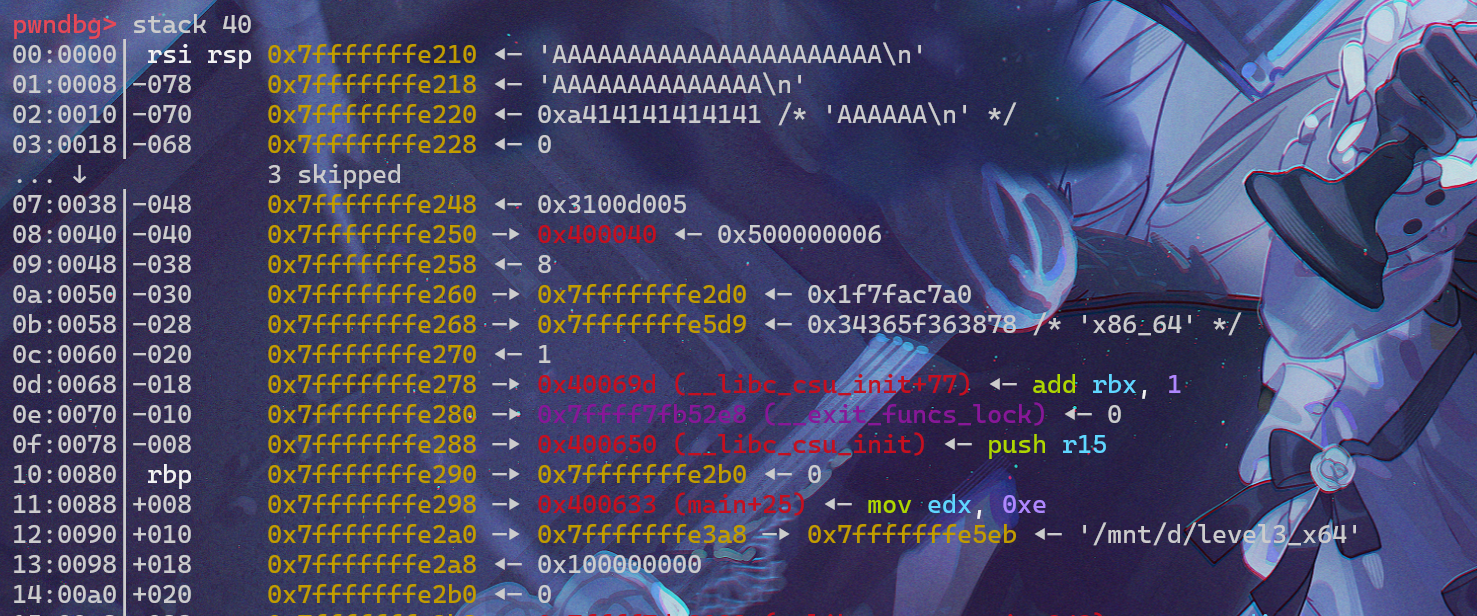 pwndbg> stack 40
00:0000│ rsi rsp 0x7fffffffe210 ◂— 'AAAAAAAAAAAAAAAAAAAAAA\n'
01:0008│-078     0x7fffffffe218 ◂— 'AAAAAAAAAAAAAA\n'
02:0010│-070     0x7fffffffe220 ◂— 0xa414141414141 /* 'AAAAAA\n' */
03:0018│-068     0x7fffffffe228 ◂— 0
... ↓            3 skipped
07:0038│-048     0x7fffffffe248 ◂— 0x3100d005
08:0040│-040     0x7fffffffe250 —▸ 0x400040 ◂— 0x500000006
09:0048│-038     0x7fffffffe258 ◂— 8
0a:0050│-030     0x7fffffffe260 —▸ 0x7fffffffe2d0 ◂— 0x1f7fac7a0
0b:0058│-028     0x7fffffffe268 —▸ 0x7fffffffe5d9 ◂— 0x34365f363878 /* 'x86_64' */
0c:0060│-020     0x7fffffffe270 ◂— 1
0d:0068│-018     0x7fffffffe278 —▸ 0x40069d (__libc_csu_init+77) ◂— add rbx, 1
0e:0070│-010     0x7fffffffe280 —▸ 0x7ffff7fb52e8 (__exit_funcs_lock) ◂— 0
0f:0078│-008     0x7fffffffe288 —▸ 0x400650 (__libc_csu_init) ◂— push r15
10:0080│ rbp     0x7fffffffe290 —▸ 0x7fffffffe2b0 ◂— 0
11:0088│+008     0x7fffffffe298 —▸ 0x400633 (main+25) ◂— mov edx, 0xe
12:0090│+010     0x7fffffffe2a0 —▸ 0x7fffffffe3a8 —▸ 0x7fffffffe5eb ◂— '/mnt/d/level3_x64'
13:0098│+018     0x7fffffffe2a8 ◂— 0x100000000
14:00a0│+020     0x7fffffffe2b0 ◂— 0